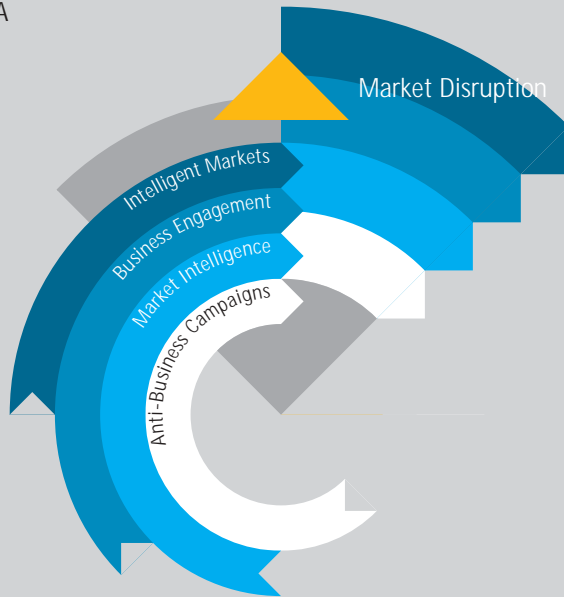 A
Market Disruption
Intelligent Markets
Business Engagement
Market Intelligence
Anti-Business Campaigns